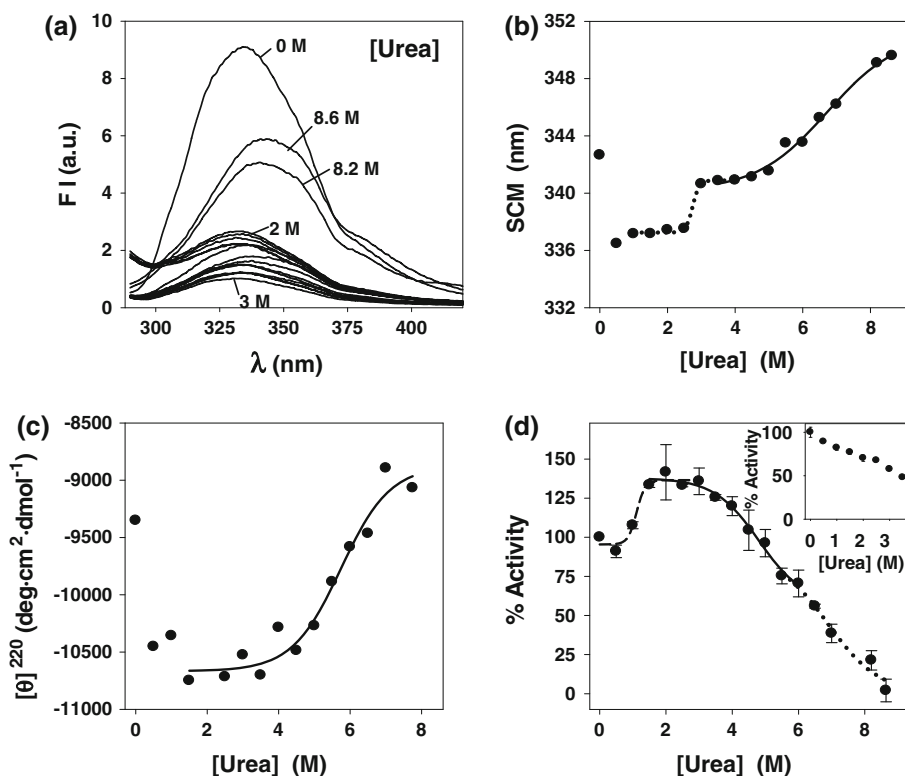 (a)
10
8
6
4
2
0
F I (a.u.)
[Urea]
0 M
8.6 M
8.2 M
2 M
3 M
300 325 350 375 400
λ (nm)
(b)
352
348
344
340
336
332
SCM (nm)
0 2 4 6 8
[Urea] (M)
(c)
-8500
-9000
-9500
-10000
-10500
-11000
[θ]²²⁰ (deg·cm²·dmol⁻¹)
0 2 4 6 8
[Urea] (M)
(d)
150
125
100
75
50
25
0
% Activity
0 2 4 6 8
[Urea] (M)
100
50
0
% Activity
0 1 2 3
[Urea] (M)